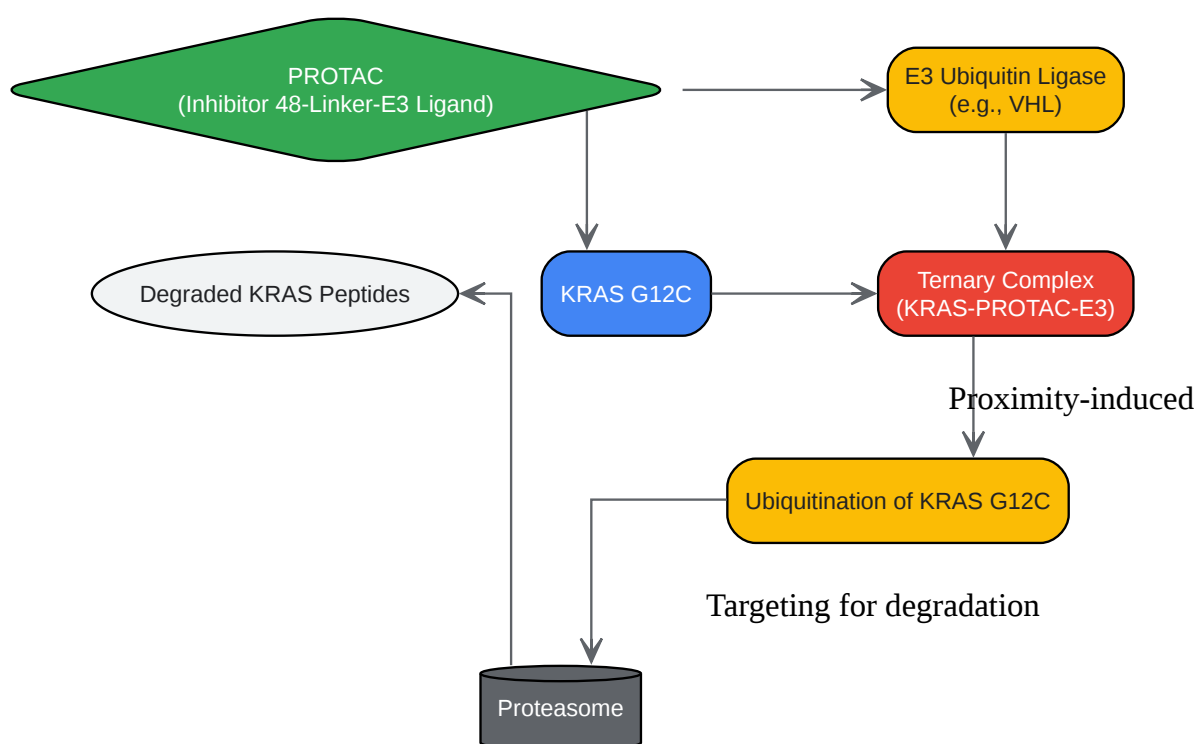 PROTAC
(Inhibitor 48-Linker-E3 Ligand)
E3 Ubiquitin Ligase
(e.g., VHL)
Degraded KRAS Peptides
KRAS G12C
Ternary Complex
(KRAS-PROTAC-E3)
Proximity-induced
Ubiquitination of KRAS G12C
Targeting for degradation
Proteasome